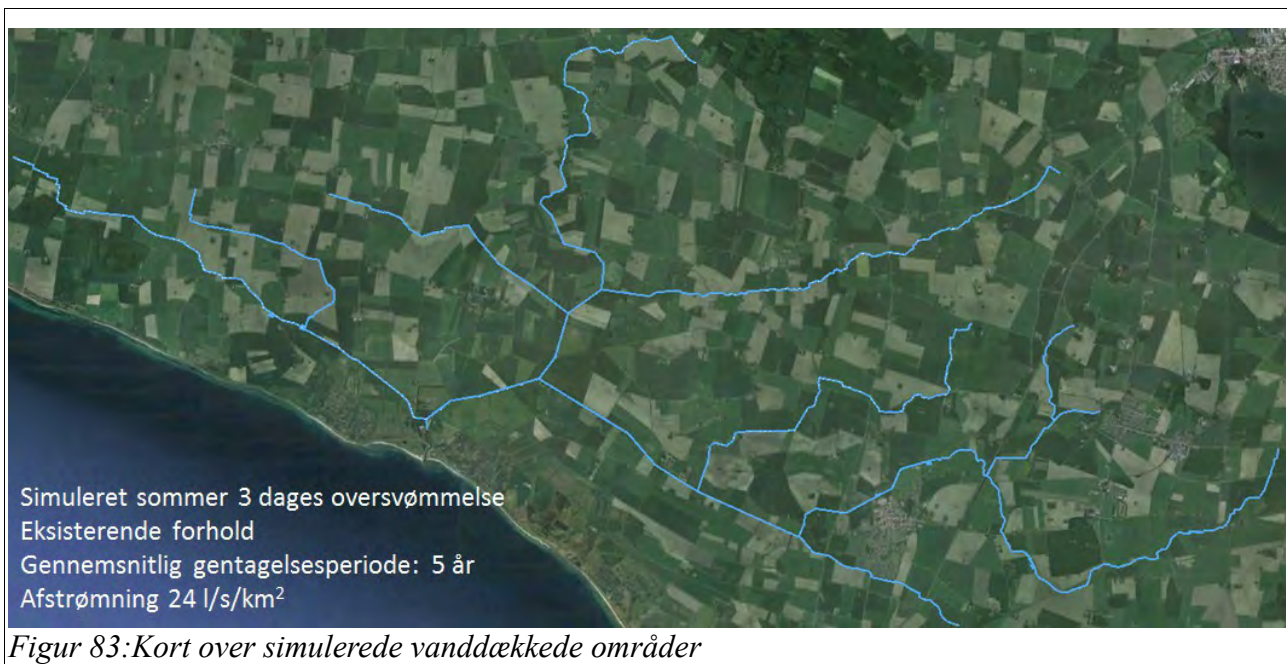 Simuleret sommer 3 dages oversvømmelse
Eksisterende forhold
Gennemsnitlig gentagelsesperiode: 5 år
Afstrømning 24 l/s/km²
Figur 83:Kort over simulerede vanddækkede områder